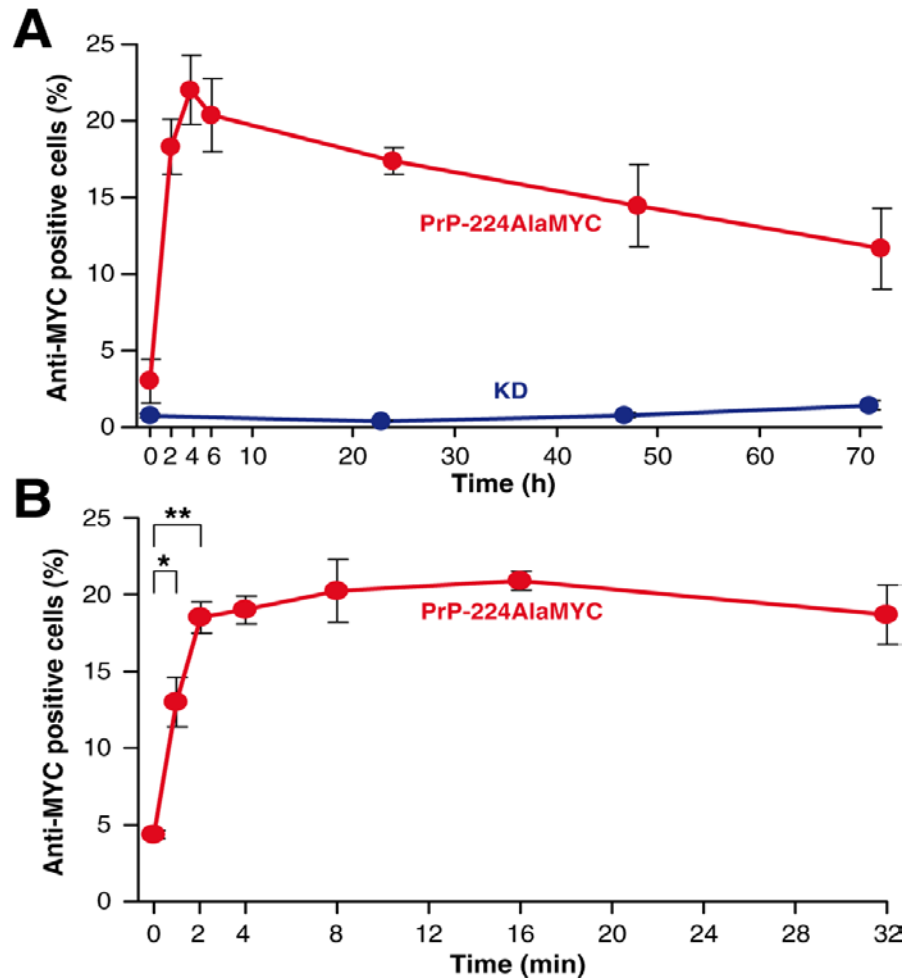 A
25
20
15
10
5
0
Anti-MYC positive cells (%)
PrP-224AlaMYC
KD
0 2 4 6 10 20 30 40 50 60 70
Time (h)
B
25
20
15
10
5
0
Anti-MYC positive cells (%)
**
*
PrP-224AlaMYC
0 2 4 8 12 16 20 24 28 32
Time (min)